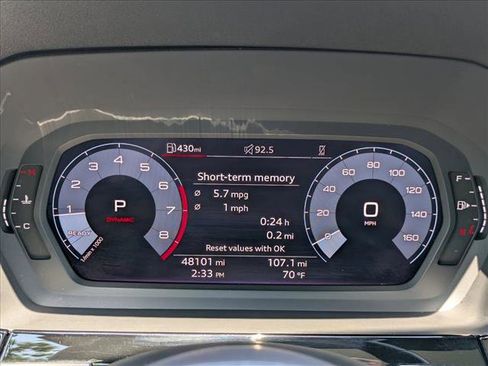 430mi 92.5
Short-term memory
Ø 5.7 mpg
Ø 1 mph
0:24 h
0.2 mi
Reset values with OK
48101 mi 107.1 mi
2:33 PM 70 °F
1 2 3 4 5 6 7 8
P
DYNAMIC
READY
1/min x 1000
0 20 40 60 80 100 120 140 160
0
MPH
H
C
F